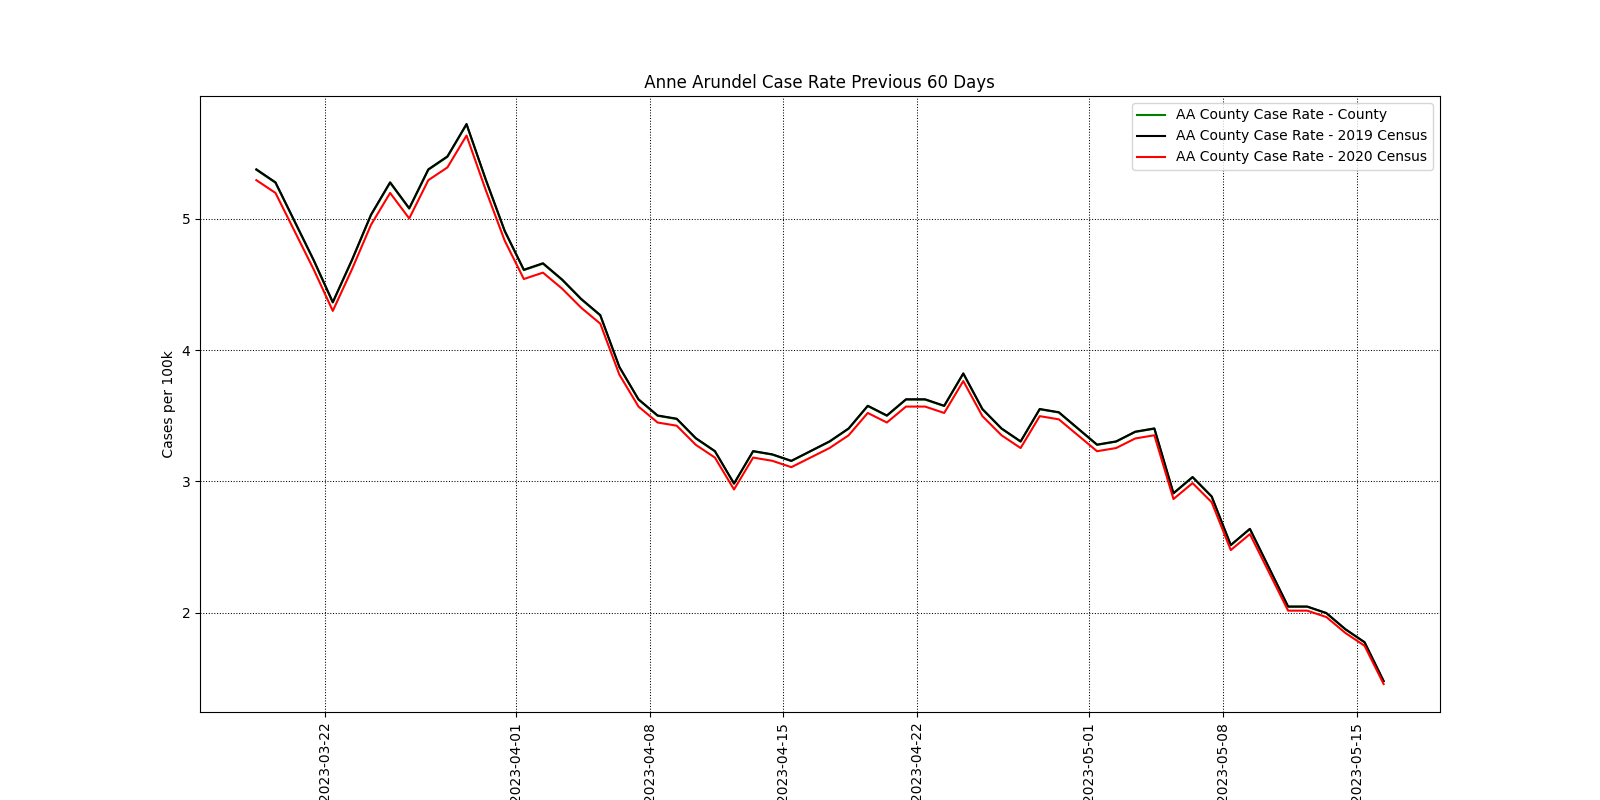 Anne Arundel Case Rate Previous 60 Days
AA County Case Rate - County
AA County Case Rate - 2019 Census
AA County Case Rate - 2020 Census
Cases per 100k
5
4
3
2
2023-03-22
2023-04-01
2023-04-08
2023-04-15
2023-04-22
2023-05-01
2023-05-08
2023-05-15